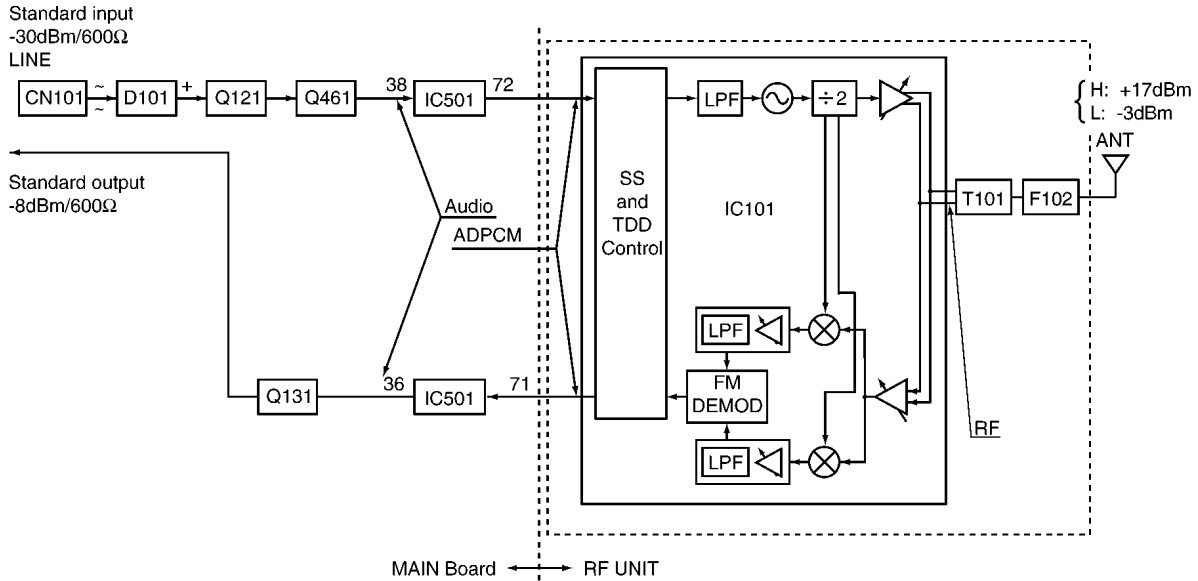 Standard input
-30dBm/600Ω
LINE
CN101
~
~
D101
+
Q121
Q461
38
IC501
72
LPF
÷2
H: +17dBm
L: -3dBm
ANT
Standard output
-8dBm/600Ω
Audio
ADPCM
SS
and
TDD
Control
IC101
T101
F102
LPF
FM
DEMOD
LPF
Q131
36
IC501
71
RF
MAIN Board
RF UNIT